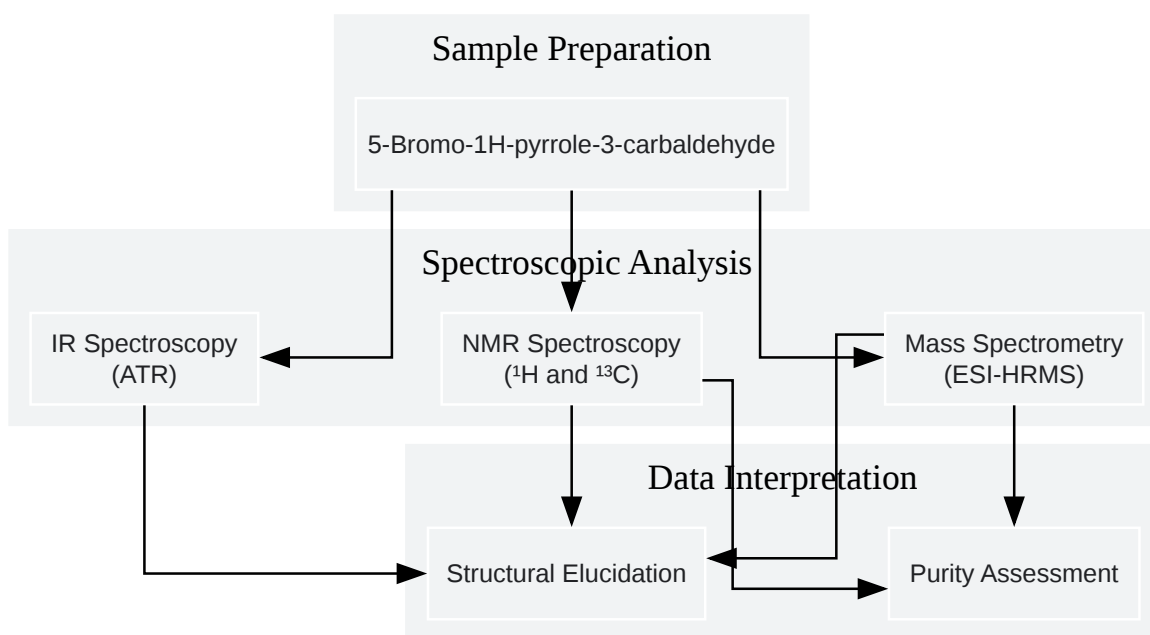 Sample Preparation
5-Bromo-1H-pyrrole-3-carbaldehyde
Spectroscopic Analysis
IR Spectroscopy
(ATR)
NMR Spectroscopy
(¹H and ¹³C)
Mass Spectrometry
(ESI-HRMS)
Data Interpretation
Structural Elucidation
Purity Assessment